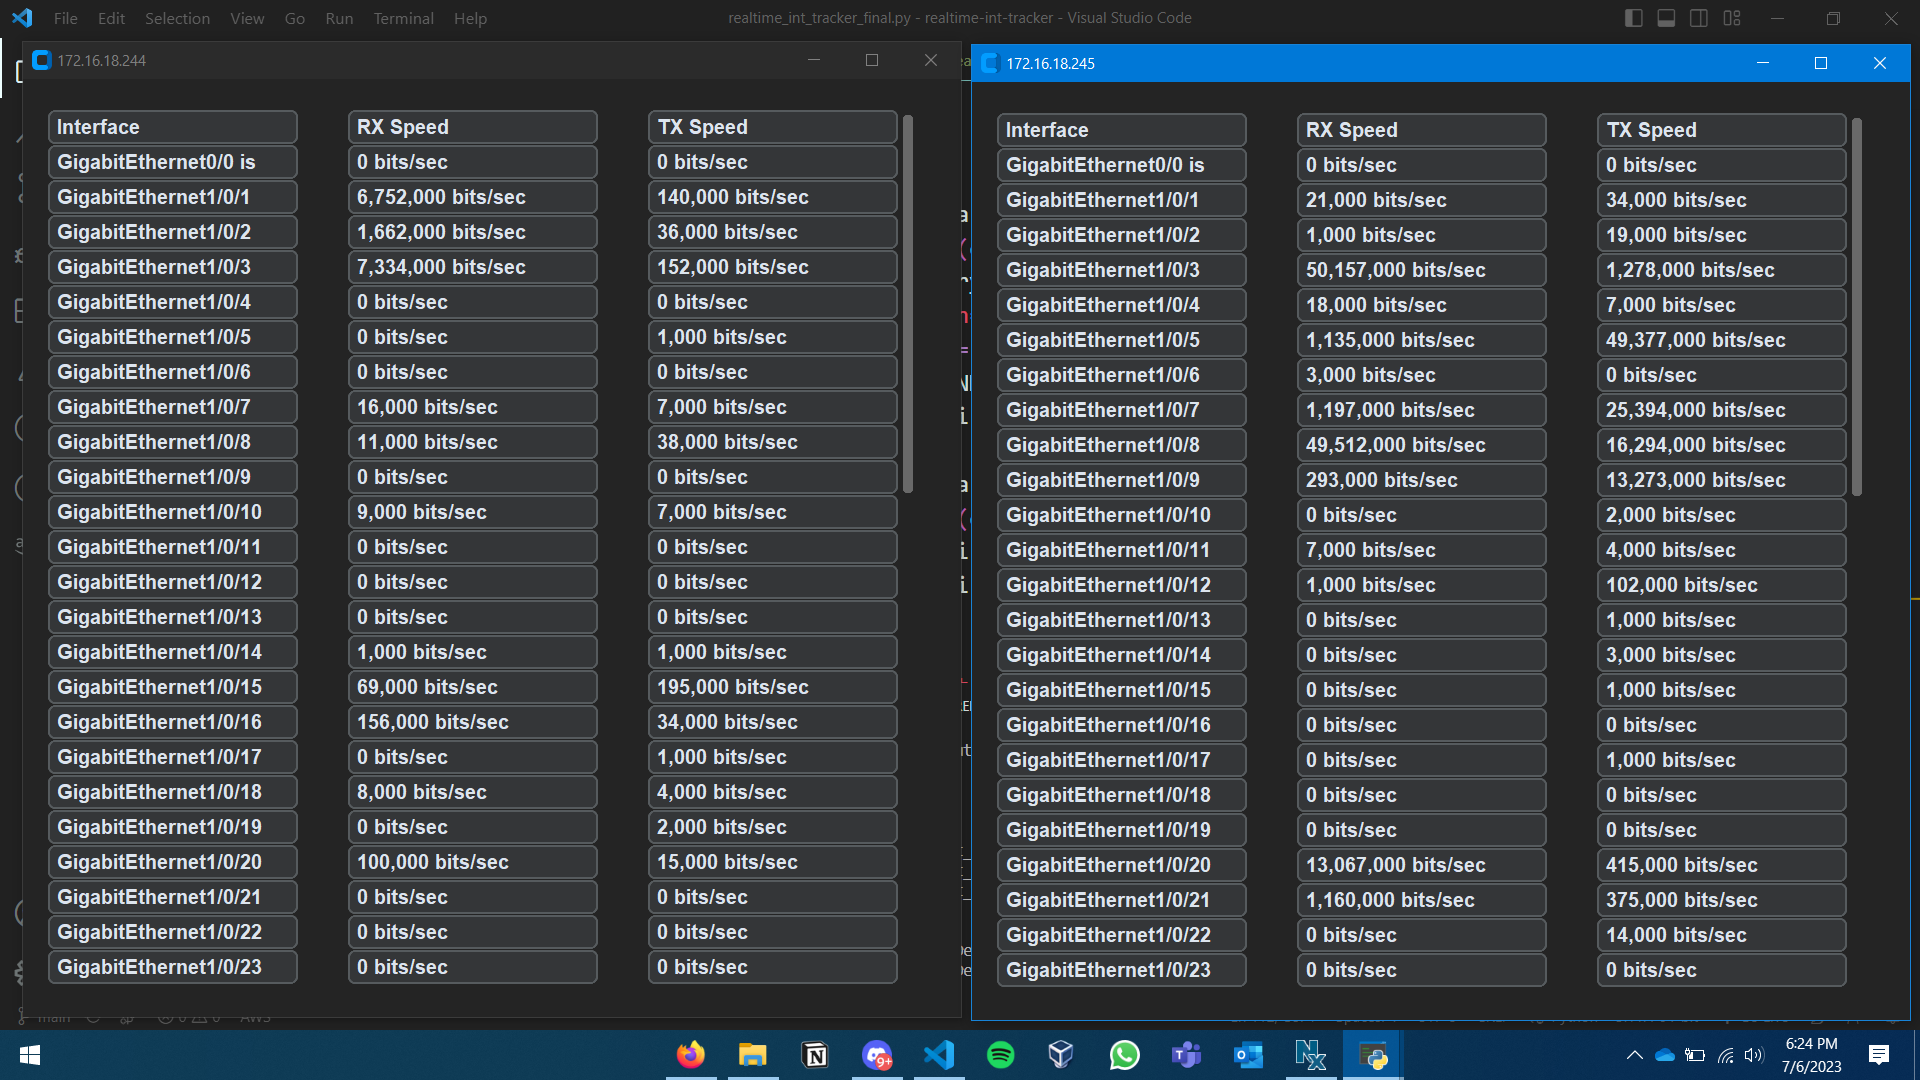 File Edit Selection View Go Run Terminal Help
realtime_int_tracker_final.py - realtime-int-tracker - Visual Studio Code
172.16.18.244
Interface RX Speed TX Speed
GigabitEthernet0/0 is 0 bits/sec 0 bits/sec
GigabitEthernet1/0/1 6,752,000 bits/sec 140,000 bits/sec
GigabitEthernet1/0/2 1,662,000 bits/sec 36,000 bits/sec
GigabitEthernet1/0/3 7,334,000 bits/sec 152,000 bits/sec
GigabitEthernet1/0/4 0 bits/sec 0 bits/sec
GigabitEthernet1/0/5 0 bits/sec 1,000 bits/sec
GigabitEthernet1/0/6 0 bits/sec 0 bits/sec
GigabitEthernet1/0/7 16,000 bits/sec 7,000 bits/sec
GigabitEthernet1/0/8 11,000 bits/sec 38,000 bits/sec
GigabitEthernet1/0/9 0 bits/sec 0 bits/sec
GigabitEthernet1/0/10 9,000 bits/sec 7,000 bits/sec
GigabitEthernet1/0/11 0 bits/sec 0 bits/sec
GigabitEthernet1/0/12 0 bits/sec 0 bits/sec
GigabitEthernet1/0/13 0 bits/sec 0 bits/sec
GigabitEthernet1/0/14 1,000 bits/sec 1,000 bits/sec
GigabitEthernet1/0/15 69,000 bits/sec 195,000 bits/sec
GigabitEthernet1/0/16 156,000 bits/sec 34,000 bits/sec
GigabitEthernet1/0/17 0 bits/sec 1,000 bits/sec
GigabitEthernet1/0/18 8,000 bits/sec 4,000 bits/sec
GigabitEthernet1/0/19 0 bits/sec 2,000 bits/sec
GigabitEthernet1/0/20 100,000 bits/sec 15,000 bits/sec
GigabitEthernet1/0/21 0 bits/sec 0 bits/sec
GigabitEthernet1/0/22 0 bits/sec 0 bits/sec
GigabitEthernet1/0/23 0 bits/sec 0 bits/sec
172.16.18.245
Interface RX Speed TX Speed
GigabitEthernet0/0 is 0 bits/sec 0 bits/sec
GigabitEthernet1/0/1 21,000 bits/sec 34,000 bits/sec
GigabitEthernet1/0/2 1,000 bits/sec 19,000 bits/sec
GigabitEthernet1/0/3 50,157,000 bits/sec 1,278,000 bits/sec
GigabitEthernet1/0/4 18,000 bits/sec 7,000 bits/sec
GigabitEthernet1/0/5 1,135,000 bits/sec 49,377,000 bits/sec
GigabitEthernet1/0/6 3,000 bits/sec 0 bits/sec
GigabitEthernet1/0/7 1,197,000 bits/sec 25,394,000 bits/sec
GigabitEthernet1/0/8 49,512,000 bits/sec 16,294,000 bits/sec
GigabitEthernet1/0/9 293,000 bits/sec 13,273,000 bits/sec
GigabitEthernet1/0/10 0 bits/sec 2,000 bits/sec
GigabitEthernet1/0/11 7,000 bits/sec 4,000 bits/sec
GigabitEthernet1/0/12 1,000 bits/sec 102,000 bits/sec
GigabitEthernet1/0/13 0 bits/sec 1,000 bits/sec
GigabitEthernet1/0/14 0 bits/sec 3,000 bits/sec
GigabitEthernet1/0/15 0 bits/sec 1,000 bits/sec
GigabitEthernet1/0/16 0 bits/sec 0 bits/sec
GigabitEthernet1/0/17 0 bits/sec 1,000 bits/sec
GigabitEthernet1/0/18 0 bits/sec 0 bits/sec
GigabitEthernet1/0/19 0 bits/sec 0 bits/sec
GigabitEthernet1/0/20 13,067,000 bits/sec 415,000 bits/sec
GigabitEthernet1/0/21 1,160,000 bits/sec 375,000 bits/sec
GigabitEthernet1/0/22 0 bits/sec 14,000 bits/sec
GigabitEthernet1/0/23 0 bits/sec 0 bits/sec
9+
6:24 PM
7/6/2023